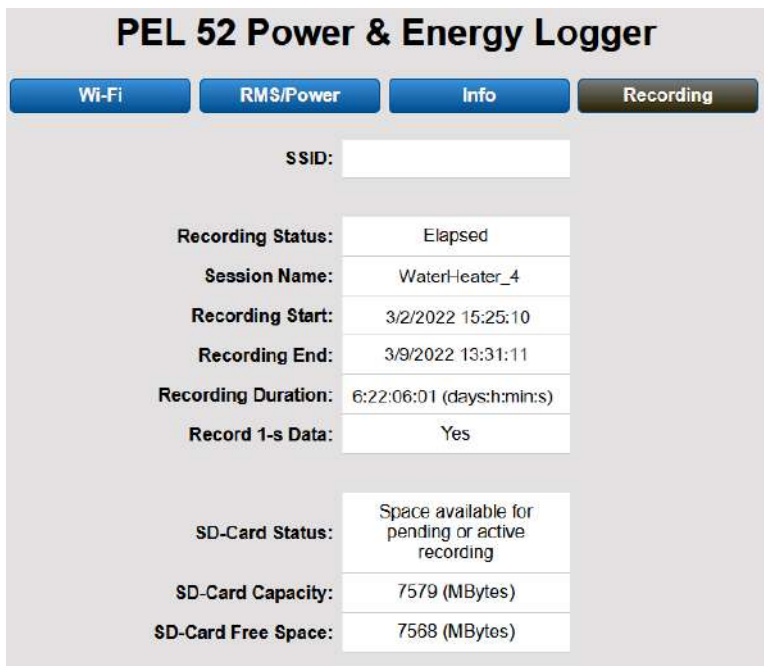 PEL 52 Power & Energy Logger
Wi-Fi RMS/Power Info Recording
SSID:
Recording Status: Elapsed
Session Name: WaterHeater_4
Recording Start: 3/2/2022 15:25:10
Recording End: 3/9/2022 13:31:11
Recording Duration: 6:22:06:01 (days:h:min:s)
Record 1-s Data: Yes
SD-Card Status: Space available for
pending or active
recording
SD-Card Capacity: 7579 (MBytes)
SD-Card Free Space: 7568 (MBytes)